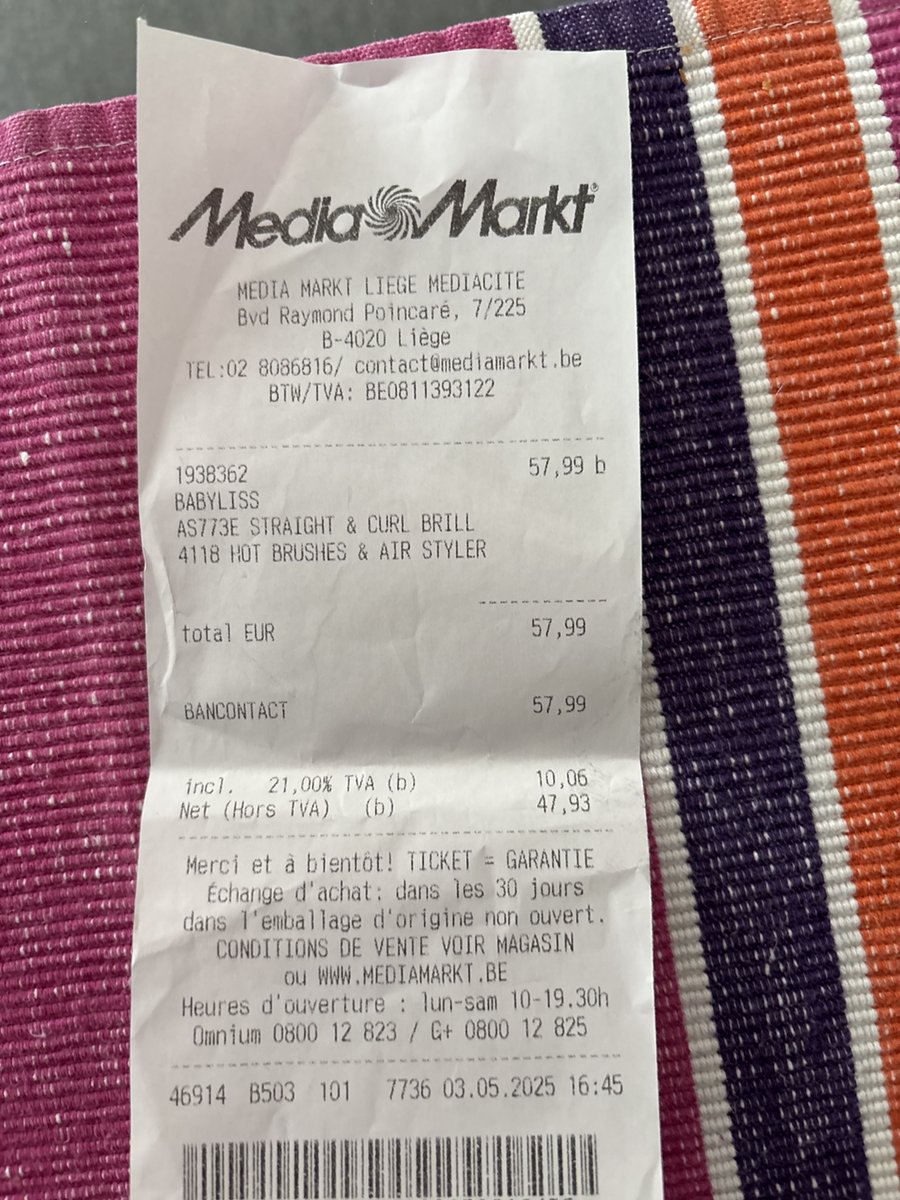 Media Markt®
MEDIA MARKT LIEGE MEDIACITE
Bvd Raymond Poincaré, 7/225
B-4020 Liège
TEL:02 8086816/ contact@mediamarkt.be
BTW/TVA: BE0811393122
1938362 57,99 b
BABYLISS
AS773E STRAIGHT & CURL BRILL
4118 HOT BRUSHES & AIR STYLER
total EUR 57,99
BANCONTACT 57,99
incl. 21,00% TVA (b) 10,06
Net (Hors TVA) (b) 47,93
Merci et à bientôt! TICKET = GARANTIE
Échange d'achat: dans les 30 jours
dans l'emballage d'origine non ouvert.
CONDITIONS DE VENTE VOIR MAGASIN
ou WWW.MEDIAMARKT.BE
Heures d'ouverture : lun-sam 10-19.30h
Omnium 0800 12 823 / G+ 0800 12 825
46914 B503 101 7736 03.05.2025 16:45